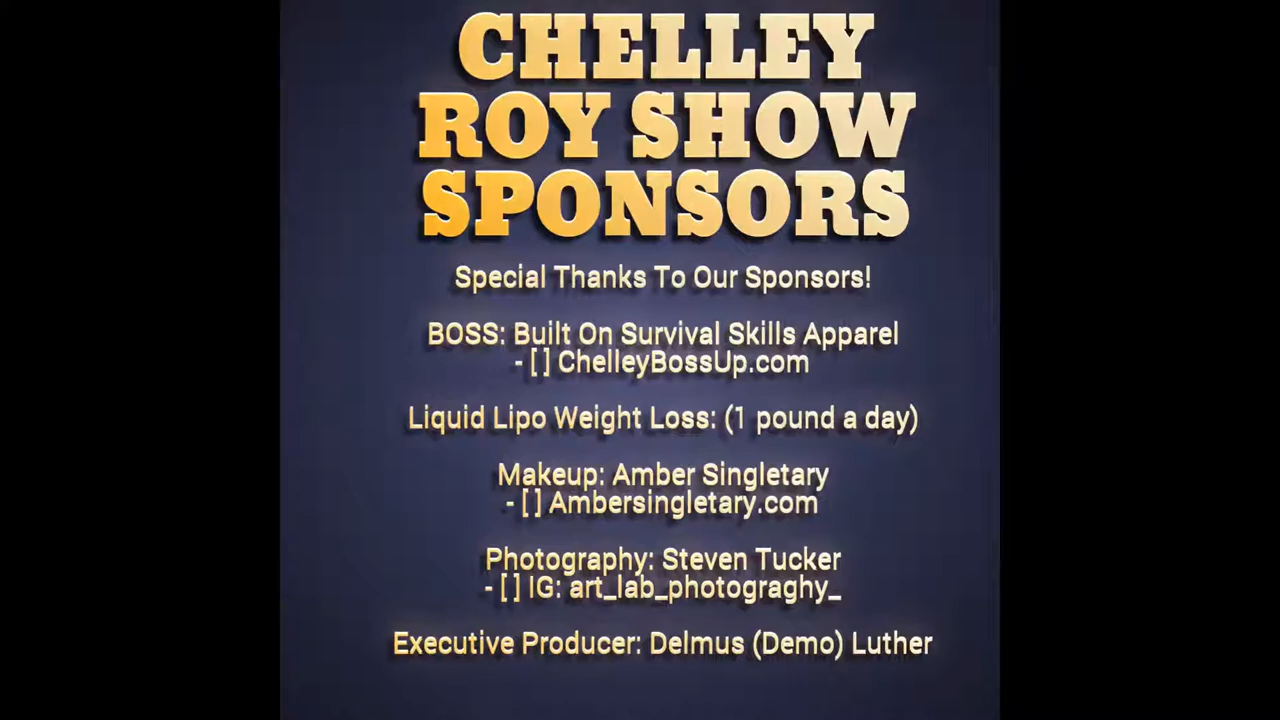 CHELLEY
ROY SHOW
SPONSORS
Special Thanks To Our Sponsors!
BOSS: Built On Survival Skills Apparel
- [ ] ChelleyBossUp.com
Liquid Lipo Weight Loss: (1 pound a day)
Makeup: Amber Singletary
- [ ] Ambersingletary.com
Photography: Steven Tucker
- [ ] IG: art_lab_photograghy_
Executive Producer: Delmus (Demo) Luther